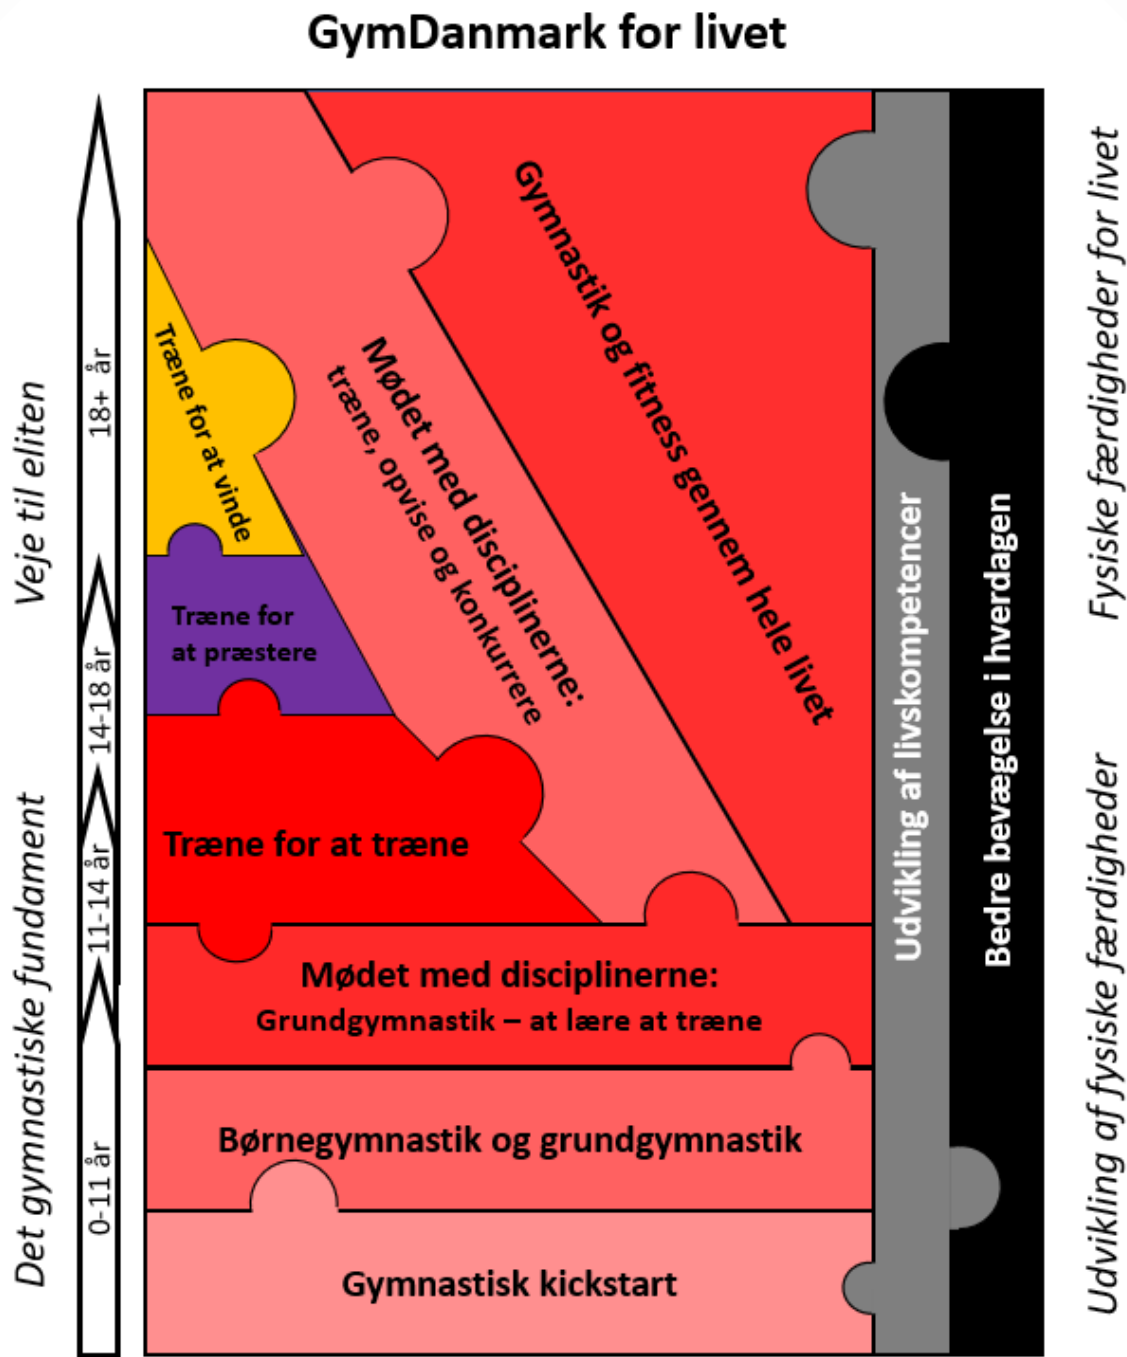 GymDanmark for livet
Veje til eliten
Det gymnastiske fundament
18+ år
14-18 år
11-14 år
0-11 år
Træne for at vinde
Træne for
at præstere
Træne for at træne
Mødet med disciplinerne:
træne, opvise og konkurrere
Gymnastik og fitness gennem hele livet
Mødet med disciplinerne:
Grundgymnastik – at lære at træne
Børnegymnastik og grundgymnastik
Gymnastisk kickstart
Udvikling af livskompetencer
Bedre bevægelse i hverdagen
Fysiske færdigheder for livet
Udvikling af fysiske færdigheder